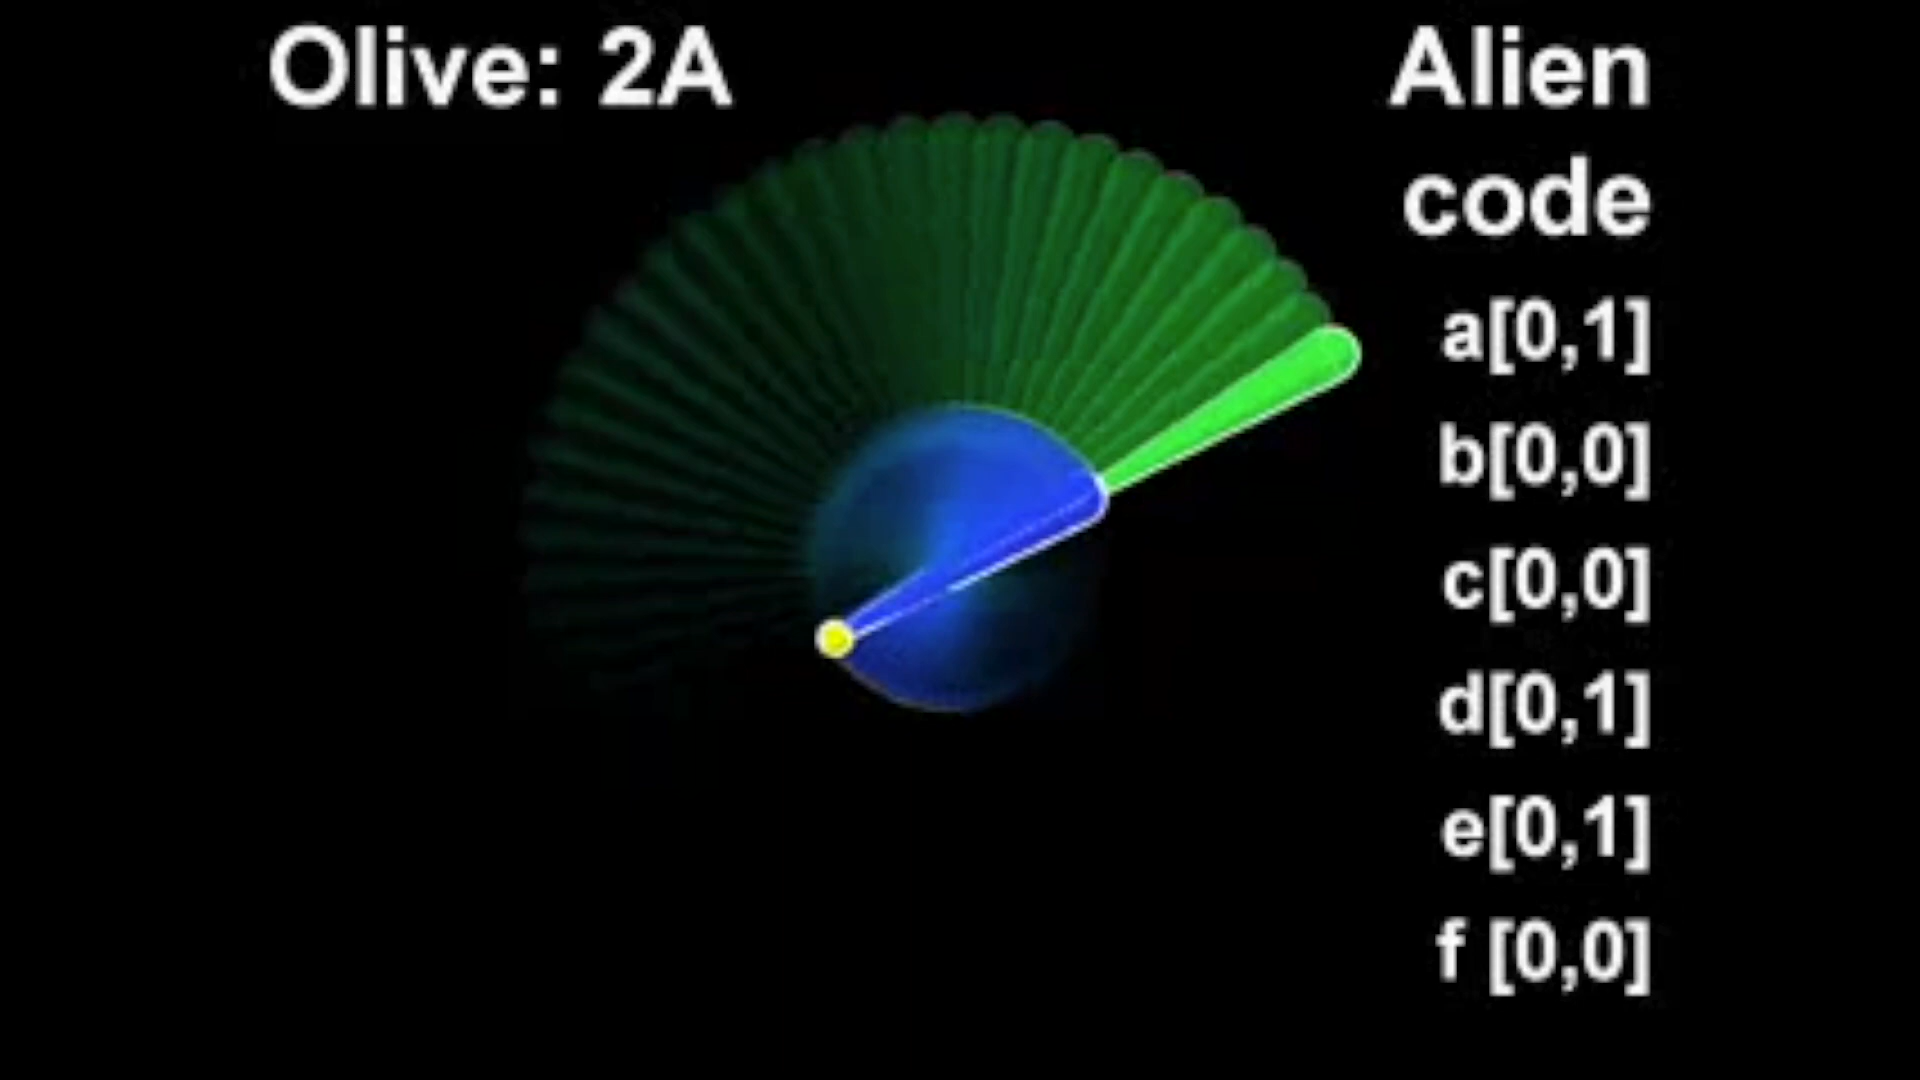 Olive: 2A
Alien
code
a[0,1]
b[0,0]
c[0,0]
d[0,1]
e[0,1]
f [0,0]